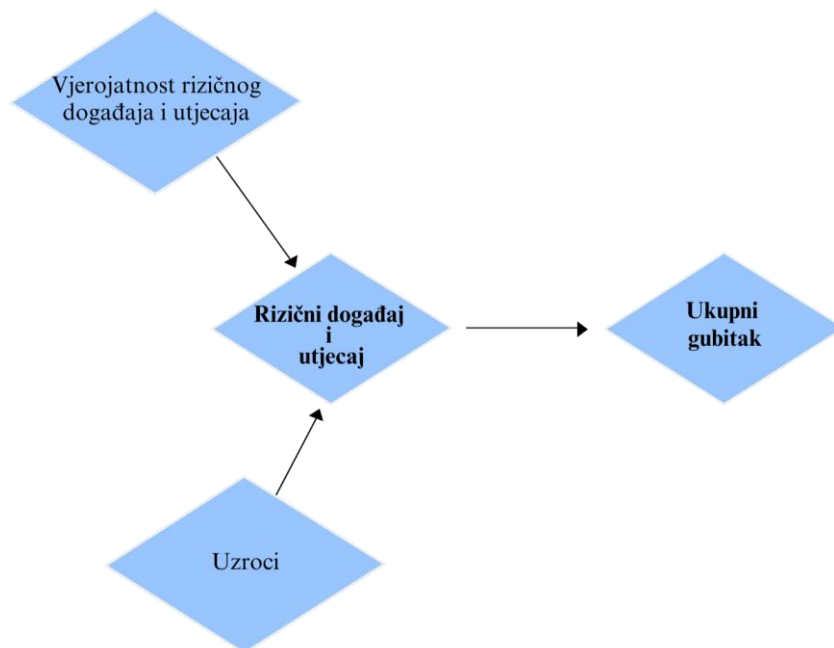 Vjerojatnost rizičnog
događaja i utjecaja
Rizični događaj
i
utjecaj
Ukupni
gubitak
Uzroci